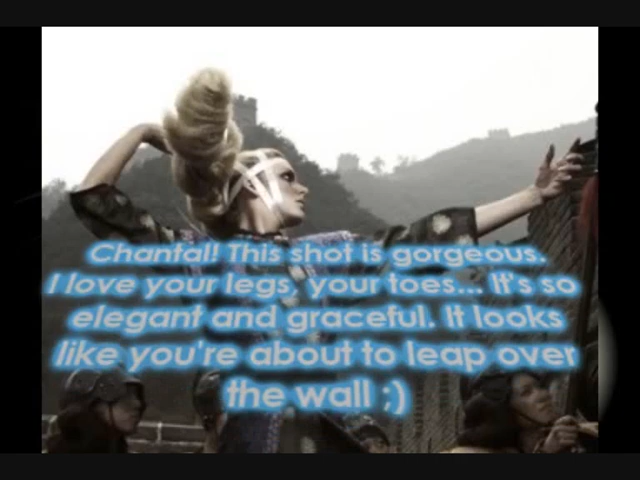 Chantal! This shot is gorgeous.
I love your legs, your toes... It's so
elegant and graceful. It looks
like you're about to leap over
the wall ;)